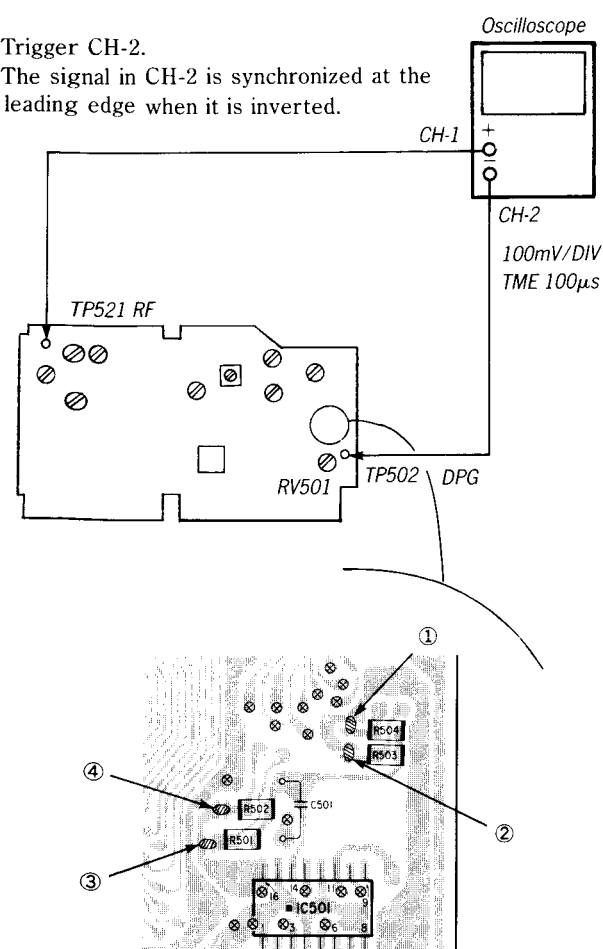 Oscilloscope
Trigger CH-2.
The signal in CH-2 is synchronized at the
leading edge when it is inverted.
CH-1
+
−
CH-2
100mV/DIV
TME 100μs
TP521 RF
RV501
TP502 DPG
①
R504
R503
④
R502
C501
②
R501
③
16 14 11 9
IC501
1 3 6 8